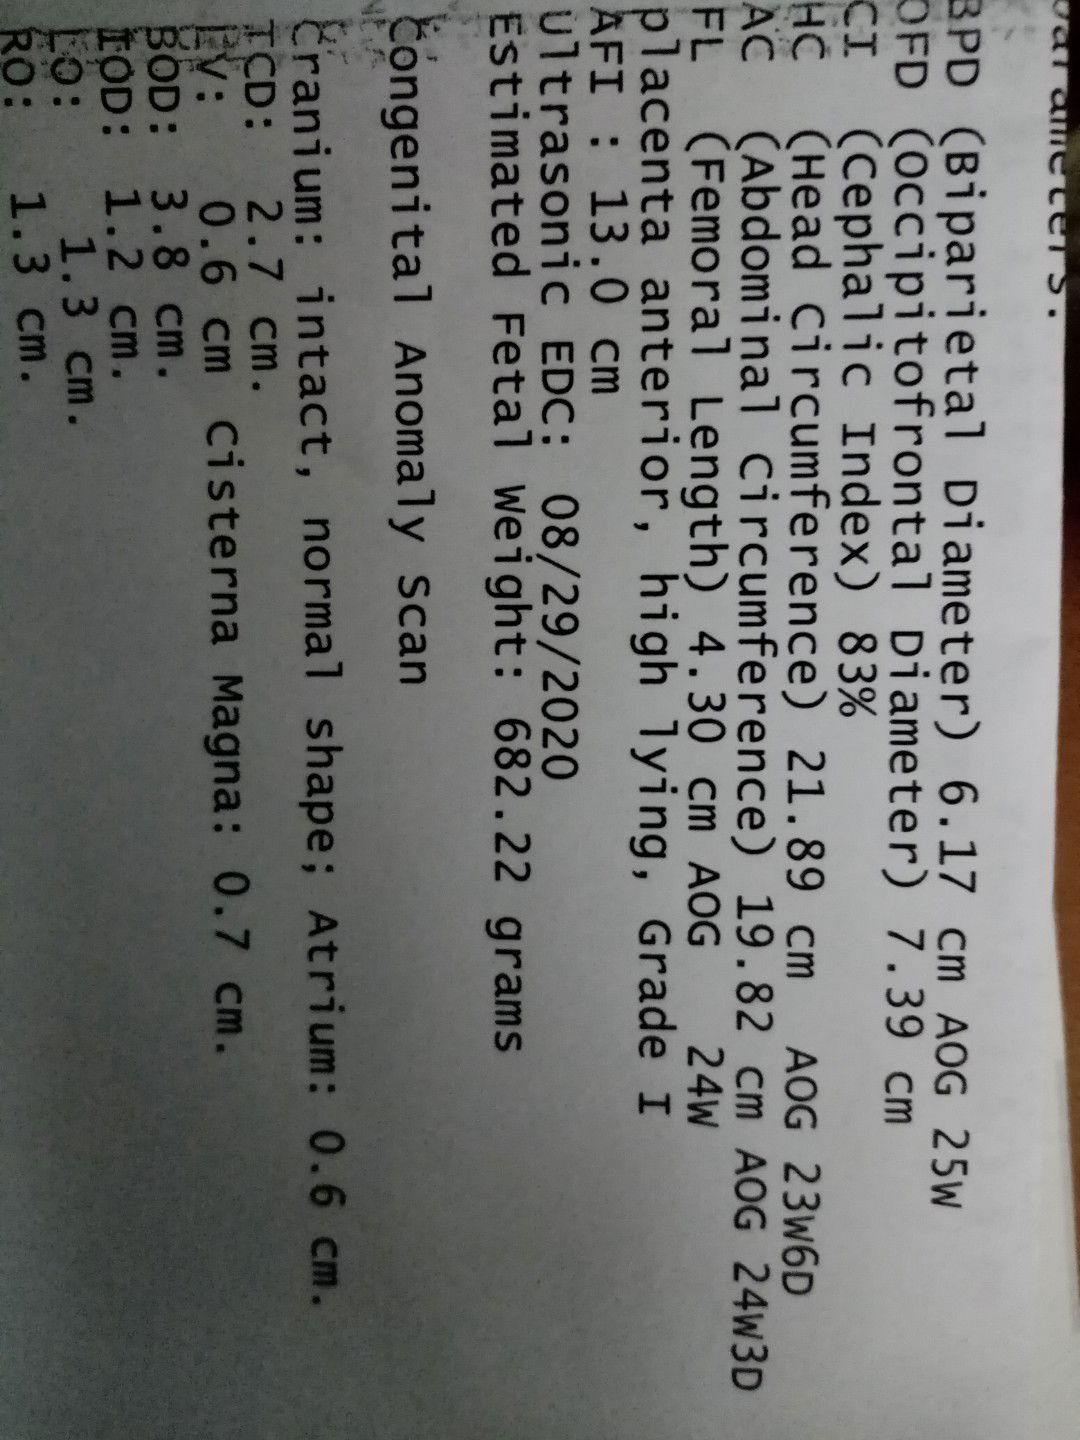 parameters:
BPD (Biparietal Diameter) 6.17 cm AOG 25W
OFD (Occipitofrontal Diameter) 7.39 cm
CI (Cephalic Index) 83%
HC (Head Circumference) 21.89 cm AOG 23W6D
AC (Abdominal Circumference) 19.82 cm AOG 24W3D
FL (Femoral Length) 4.30 cm AOG 24W
placenta anterior, high lying, Grade I
AFI : 13.0 cm
Ultrasonic EDC: 08/29/2020
Estimated Fetal Weight: 682.22 grams
Congenital Anomaly Scan
Cranium: intact, normal shape; Atrium: 0.6 cm.
TCD: 2.7 cm.
LV: 0.6 cm Cisterna Magna: 0.7 cm.
BOD: 3.8 cm.
IOD: 1.2 cm.
LO: 1.3 cm.
RO: 1.3 cm.